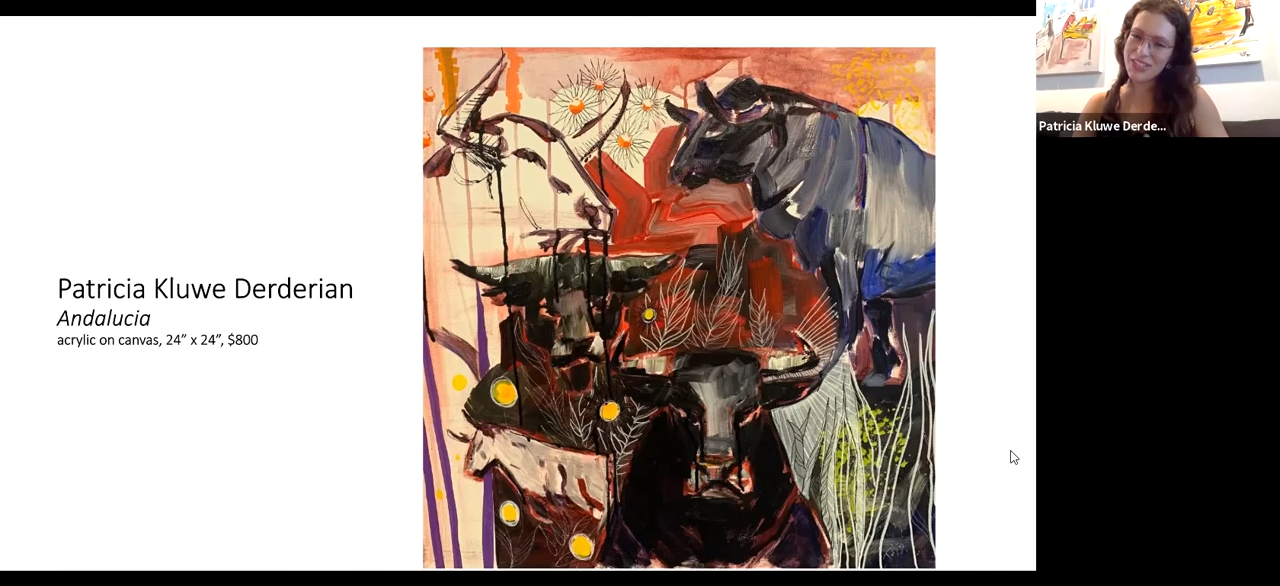 Patricia Kluwe Derderian
Andalucia
acrylic on canvas, 24” x 24”, $800
Patricia Kluwe Derde...